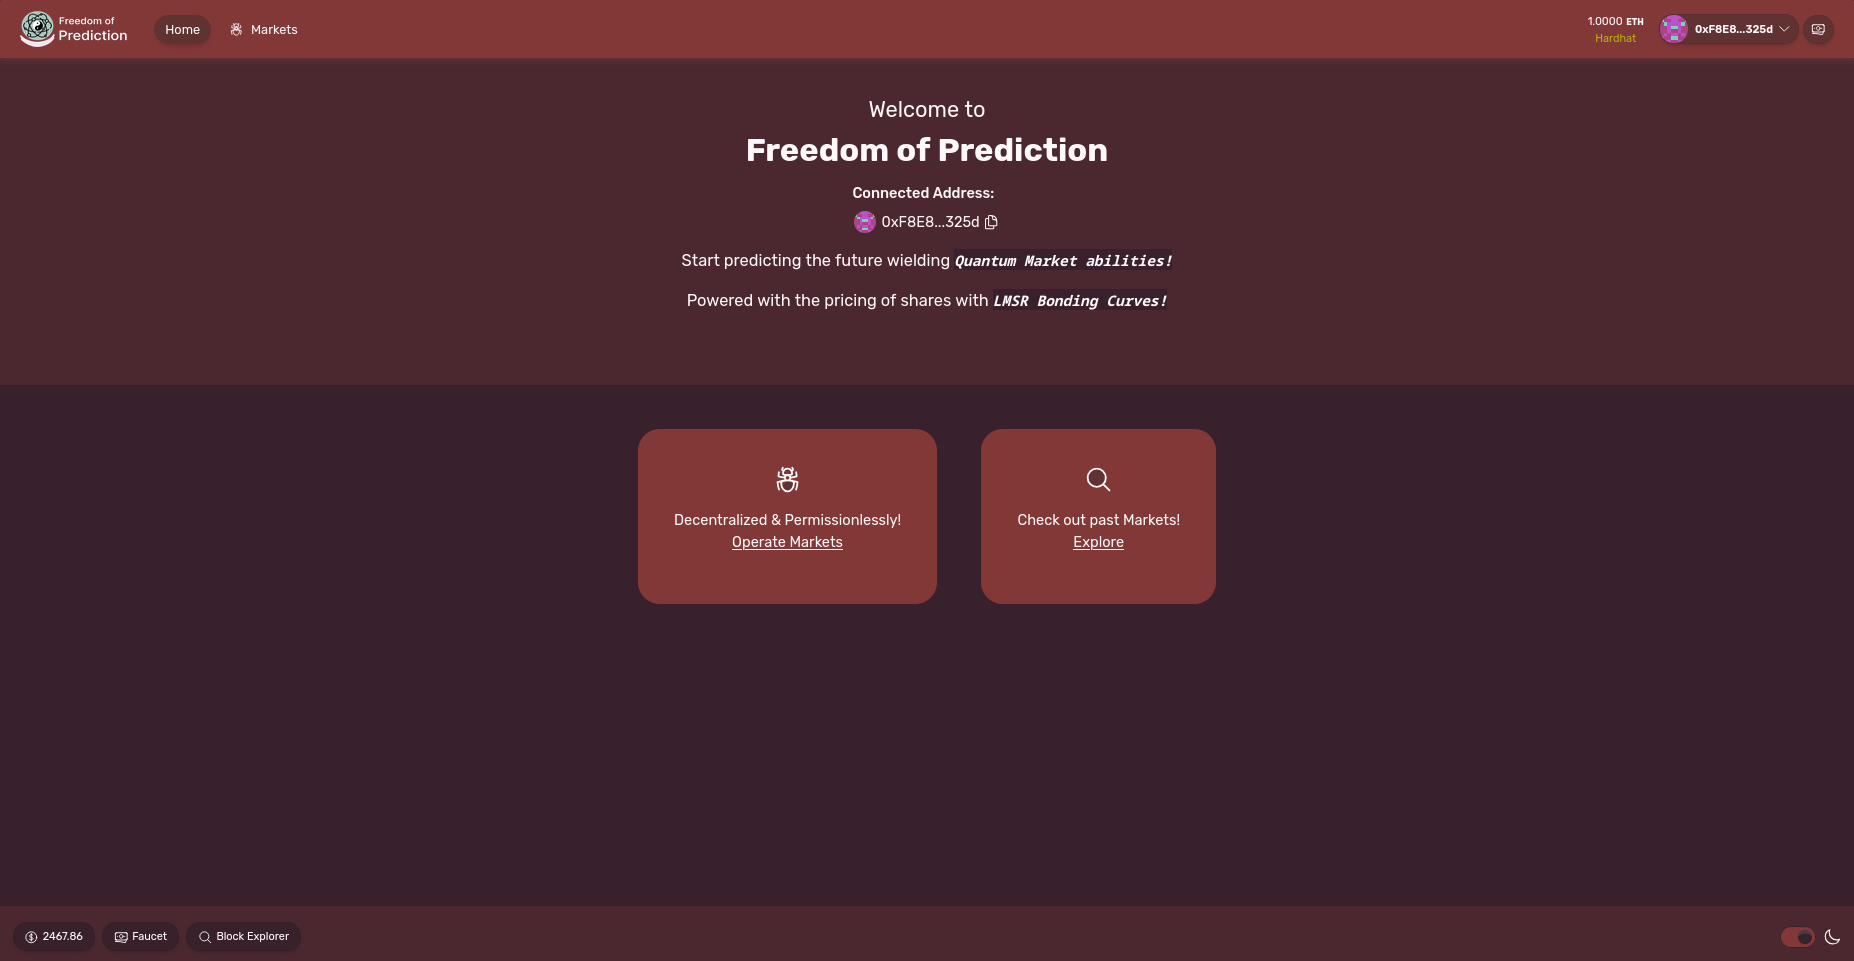 Freedom of
Prediction
Home
Markets
1.0000 ETH
Hardhat
0xF8E8...325d
Welcome to
Freedom of Prediction
Connected Address:
0xF8E8...325d
Start predicting the future wielding Quantum Market abilities!
Powered with the pricing of shares with LMSR Bonding Curves!
Decentralized & Permissionlessly!
Operate Markets
Check out past Markets!
Explore
2467.86
Faucet
Block Explorer